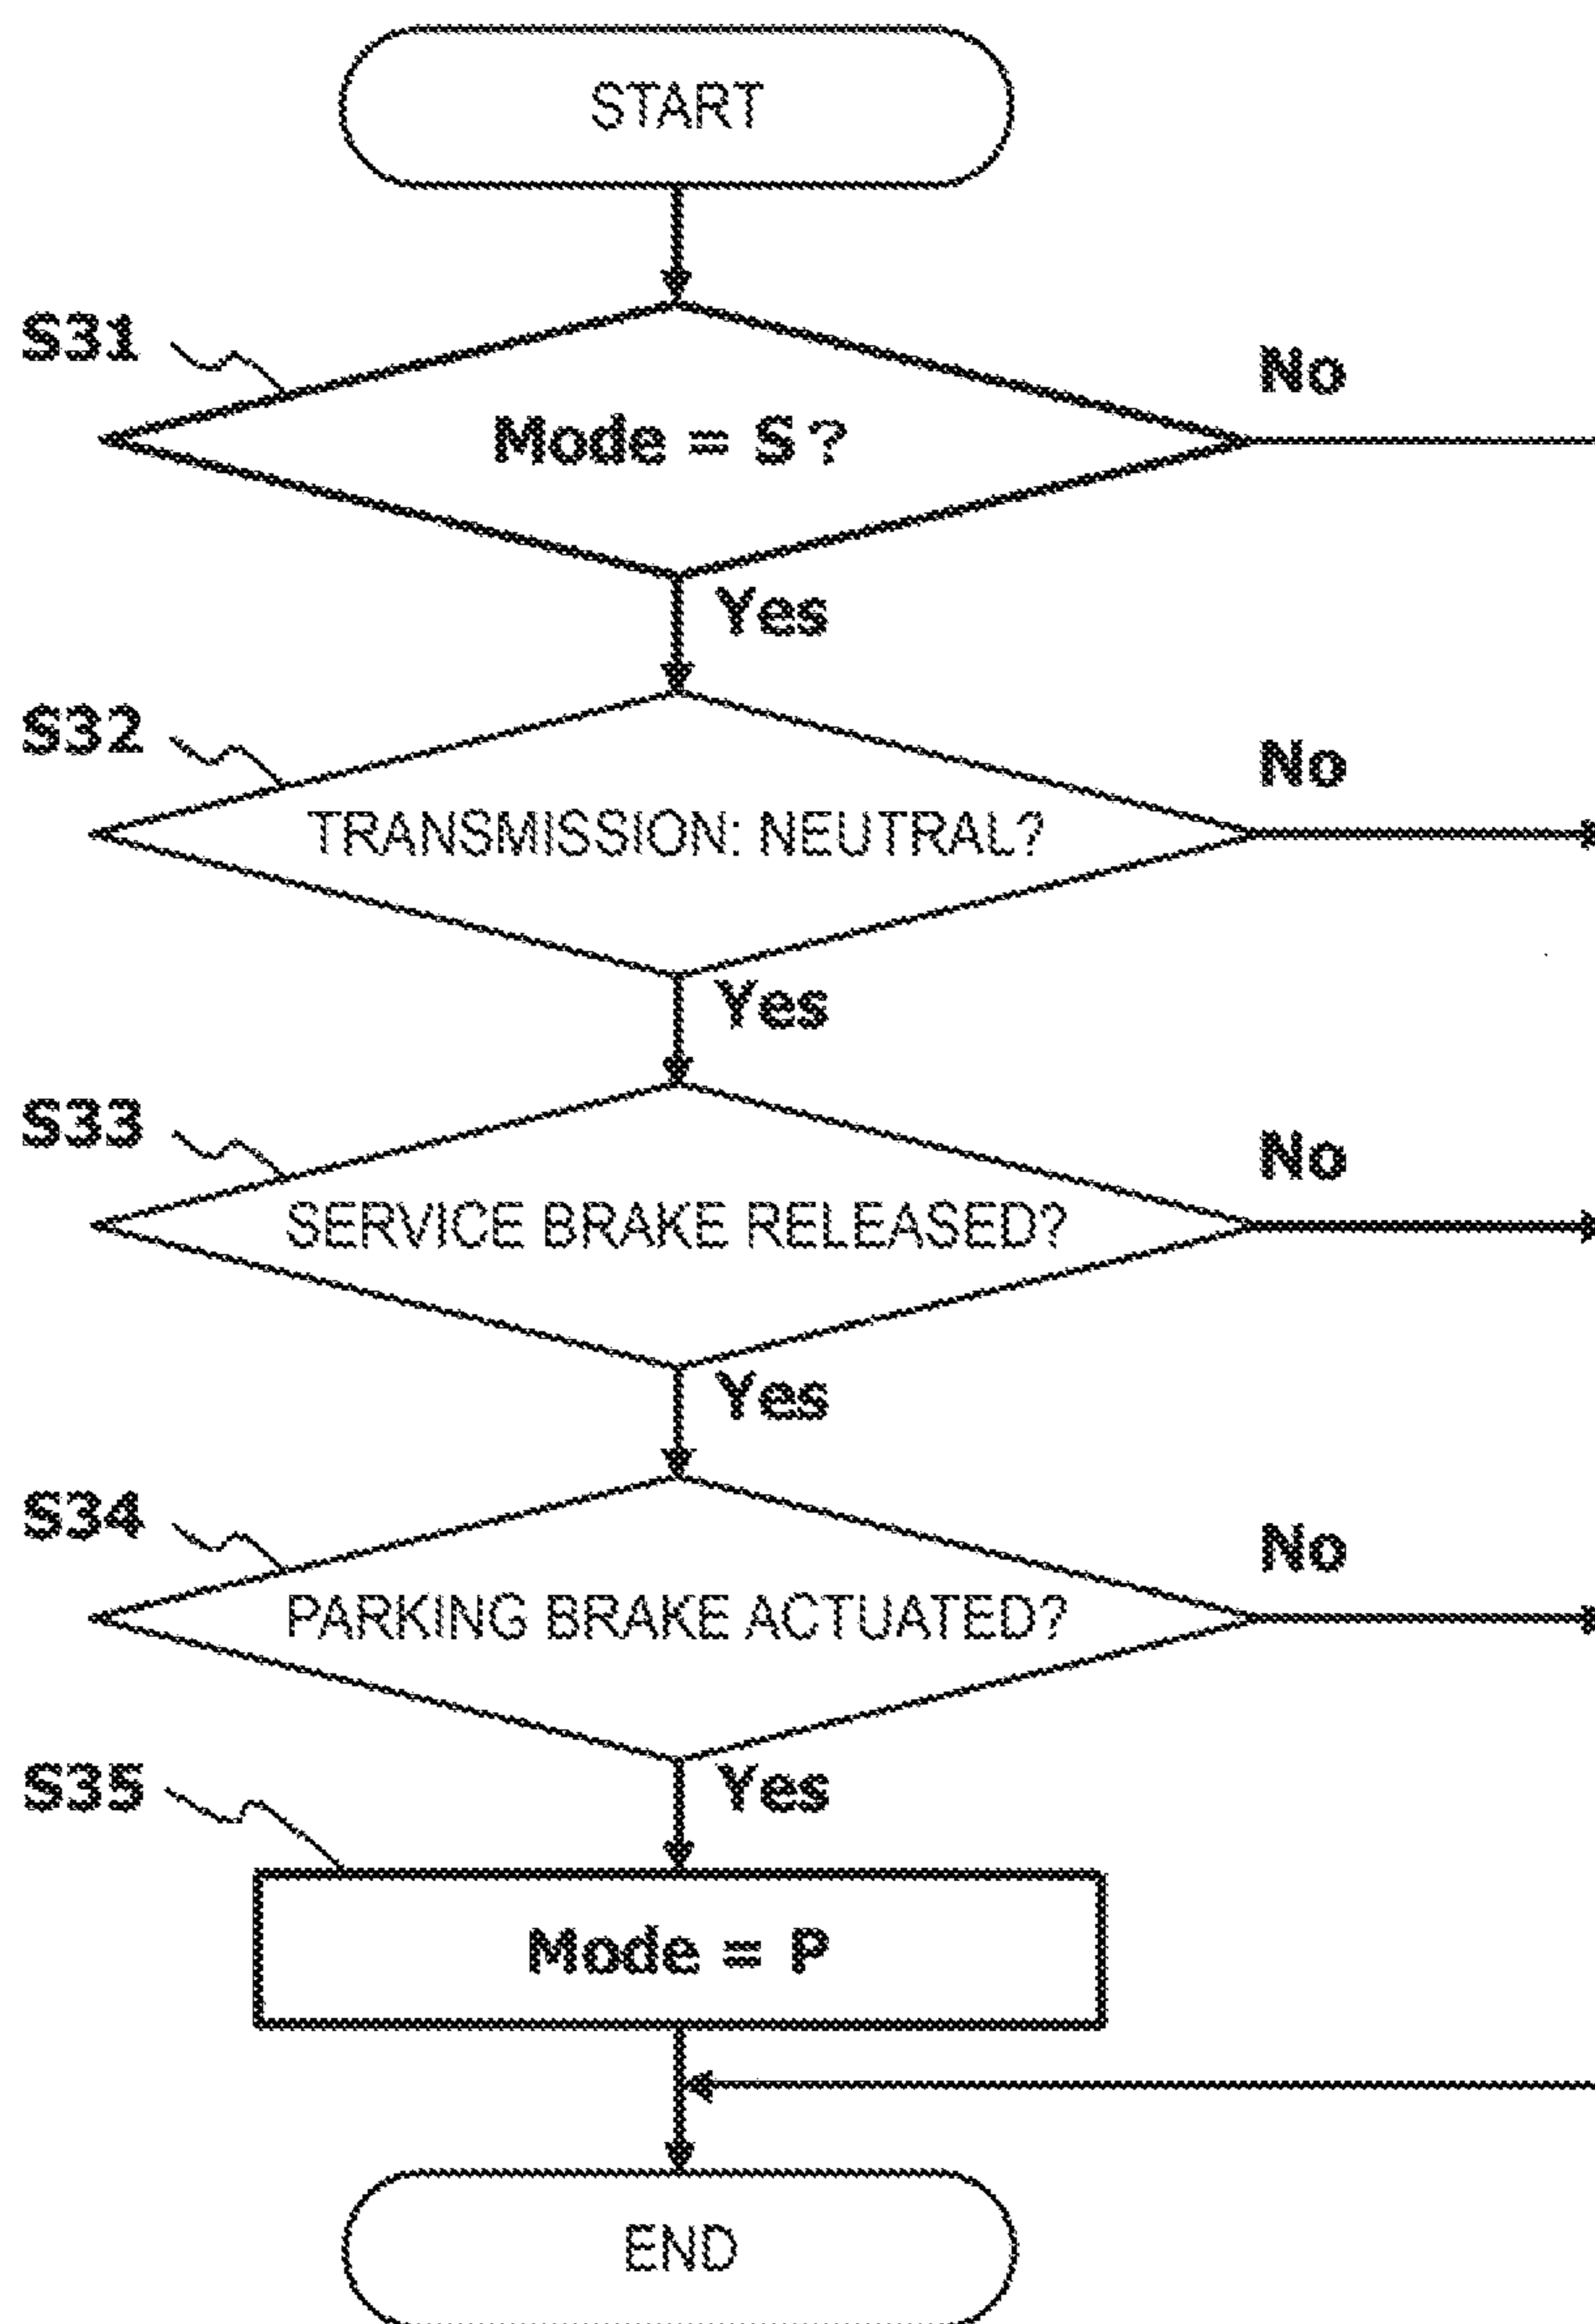 START
S31
No
Mode = S?
Yes
S32
No
TRANSMISSION: NEUTRAL?
Yes
S33
No
SERVICE BRAKE RELEASED?
Yes
S34
No
PARKING BRAKE ACTUATED?
Yes
S35
Mode = P
END